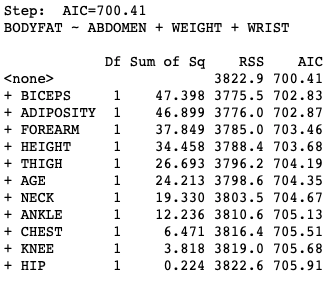 Step:  AIC=700.41
BODYFAT ~ ABDOMEN + WEIGHT + WRIST
Df Sum of Sq    RSS    AIC
<none>                    3822.9 700.41
+ BICEPS     1    47.398 3775.5 702.83
+ ADIPOSITY  1    46.899 3776.0 702.87
+ FOREARM    1    37.849 3785.0 703.46
+ HEIGHT     1    34.458 3788.4 703.68
+ THIGH      1    26.693 3796.2 704.19
+ AGE        1    24.213 3798.6 704.35
+ NECK       1    19.330 3803.5 704.67
+ ANKLE      1    12.236 3810.6 705.13
+ CHEST      1     6.471 3816.4 705.51
+ KNEE       1     3.818 3819.0 705.68
+ HIP        1     0.224 3822.6 705.91